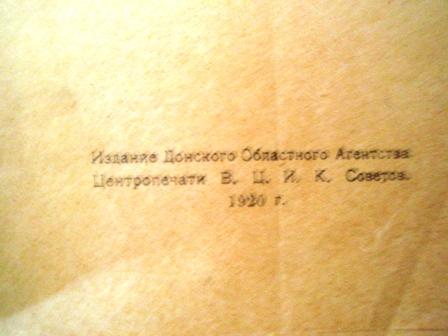 Издание Донского Областного Агентства
Центропечати В. Ц. И. К. Советов.
1920 г.